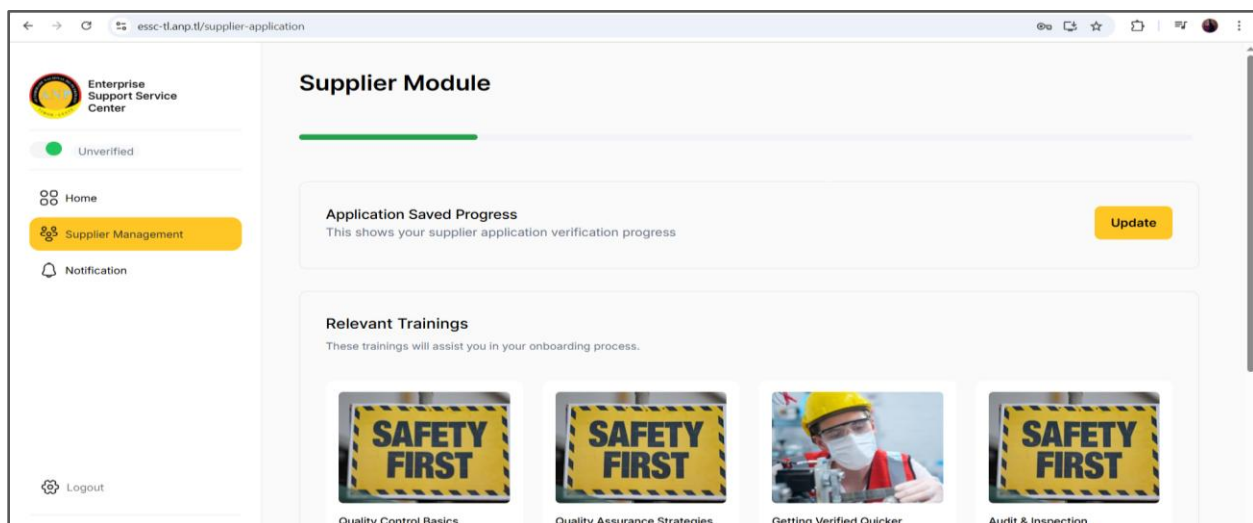 essc-tl.anp.tl/supplier-application
Enterprise
Support Service
Center
Unverified
Home
Supplier Management
Notification
Logout
Supplier Module
Application Saved Progress
This shows your supplier application verification progress
Update
Relevant Trainings
These trainings will assist you in your onboarding process.
SAFETY
FIRST
SAFETY
FIRST
SAFETY
FIRST
Quality Control Basics
Quality Assurance Strategies
Getting Verified Quicker
Audit & Inspection